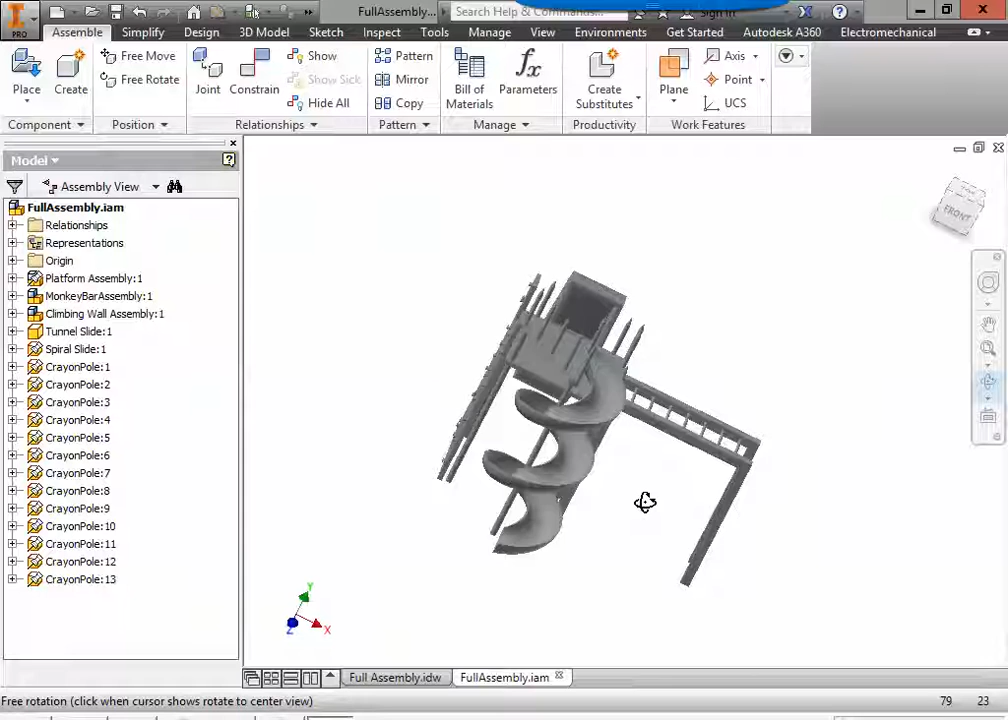 FullAssembly...
Search Help & Commands...
Sign In
PRO
Assemble
Simplify
Design
3D Model
Sketch
Inspect
Tools
Manage
View
Environments
Get Started
Autodesk A360
Electromechanical
Place
Create
Free Move
Free Rotate
Joint
Constrain
Show
Show Sick
Hide All
Pattern
Mirror
Copy
Bill of
Materials
fx
Parameters
Create
Substitutes
Plane
Axis
Point
UCS
Component
Position
Relationships
Pattern
Manage
Productivity
Work Features
Model
Assembly View
FullAssembly.iam
Relationships
Representations
Origin
Platform Assembly:1
MonkeyBarAssembly:1
Climbing Wall Assembly:1
Tunnel Slide:1
Spiral Slide:1
CrayonPole:1
CrayonPole:2
CrayonPole:3
CrayonPole:4
CrayonPole:5
CrayonPole:6
CrayonPole:7
CrayonPole:8
CrayonPole:9
CrayonPole:10
CrayonPole:11
CrayonPole:12
CrayonPole:13
FRONT
Y
Z
X
Full Assembly.idw
FullAssembly.iam
Free rotation (click when cursor shows rotate to center view)
79
23